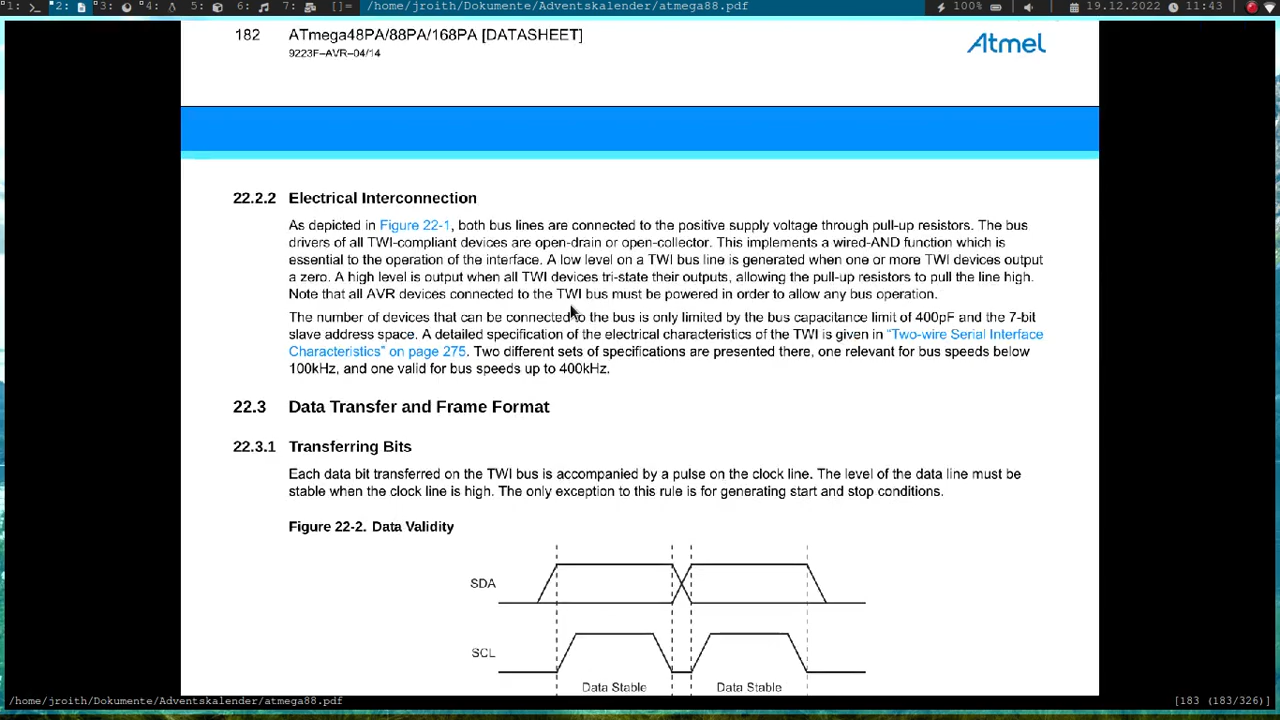 1: 2: 3: 4: 5: 6: 7: []= /home/jroith/Dokumente/Adventskalender/atmega88.pdf 100% 19.12.2022 11:43
182 ATmega48PA/88PA/168PA [DATASHEET]
9223F–AVR–04/14
Atmel
22.2.2 Electrical Interconnection
As depicted in Figure 22-1, both bus lines are connected to the positive supply voltage through pull-up resistors. The bus
drivers of all TWI-compliant devices are open-drain or open-collector. This implements a wired-AND function which is
essential to the operation of the interface. A low level on a TWI bus line is generated when one or more TWI devices output
a zero. A high level is output when all TWI devices tri-state their outputs, allowing the pull-up resistors to pull the line high.
Note that all AVR devices connected to the TWI bus must be powered in order to allow any bus operation.
The number of devices that can be connected to the bus is only limited by the bus capacitance limit of 400pF and the 7-bit
slave address space. A detailed specification of the electrical characteristics of the TWI is given in “Two-wire Serial Interface
Characteristics” on page 275. Two different sets of specifications are presented there, one relevant for bus speeds below
100kHz, and one valid for bus speeds up to 400kHz.
22.3 Data Transfer and Frame Format
22.3.1 Transferring Bits
Each data bit transferred on the TWI bus is accompanied by a pulse on the clock line. The level of the data line must be
stable when the clock line is high. The only exception to this rule is for generating start and stop conditions.
Figure 22-2. Data Validity
SDA
SCL
Data Stable Data Stable
/home/jroith/Dokumente/Adventskalender/atmega88.pdf [183 (183/326)]